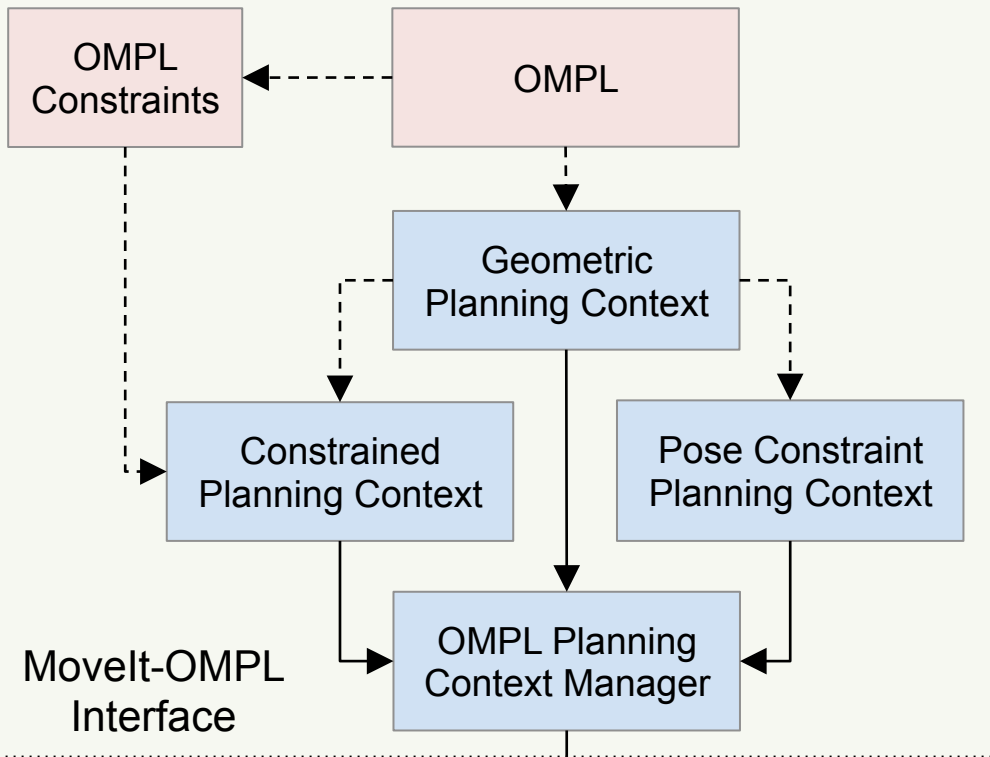 OMPL
Constraints
OMPL
Geometric
Planning Context
Constrained
Planning Context
Pose Constraint
Planning Context
OMPL Planning
Context Manager
MoveIt-OMPL
Interface